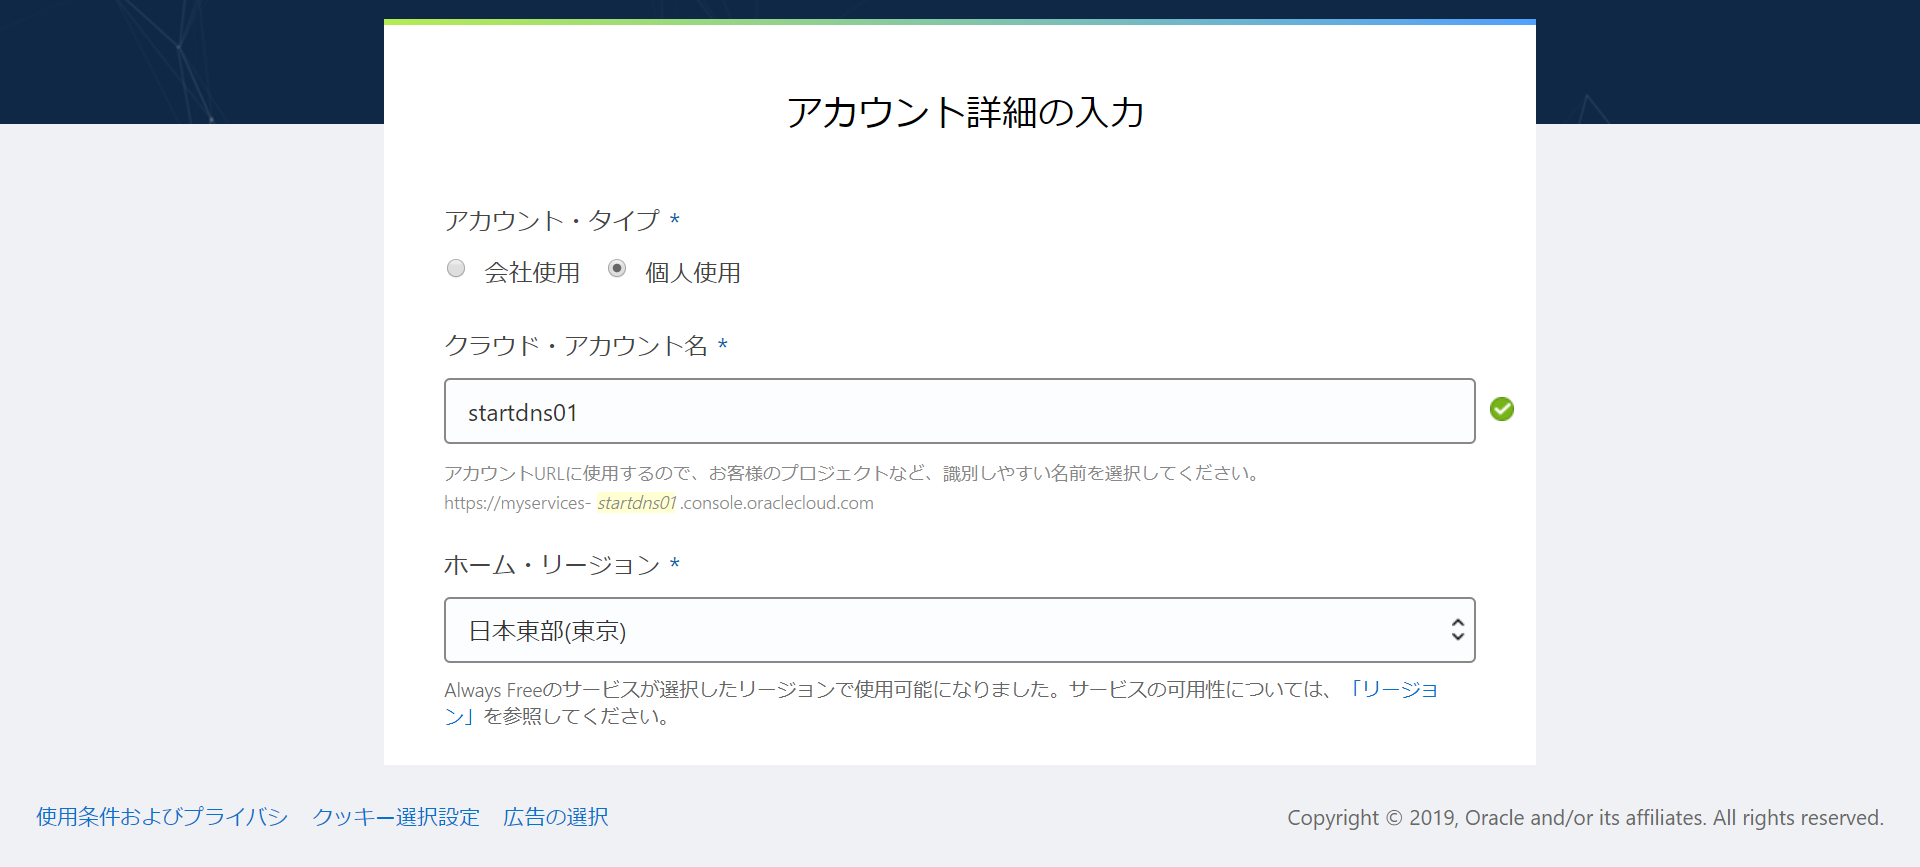 アカウント詳細の入力
アカウント・タイプ *
会社使用 個人使用
クラウド・アカウント名 *
startdns01
アカウントURLに使用するので、お客様のプロジェクトなど、識別しやすい名前を選択してください。
https://myservices- startdns01 .console.oraclecloud.com
ホーム・リージョン *
日本東部(東京)
Always Freeのサービスが選択したリージョンで使用可能になりました。サービスの可用性については、「リージョ
ン」を参照してください。
使用条件およびプライバシ クッキー選択設定 広告の選択 Copyright © 2019, Oracle and/or its affiliates. All rights reserved.